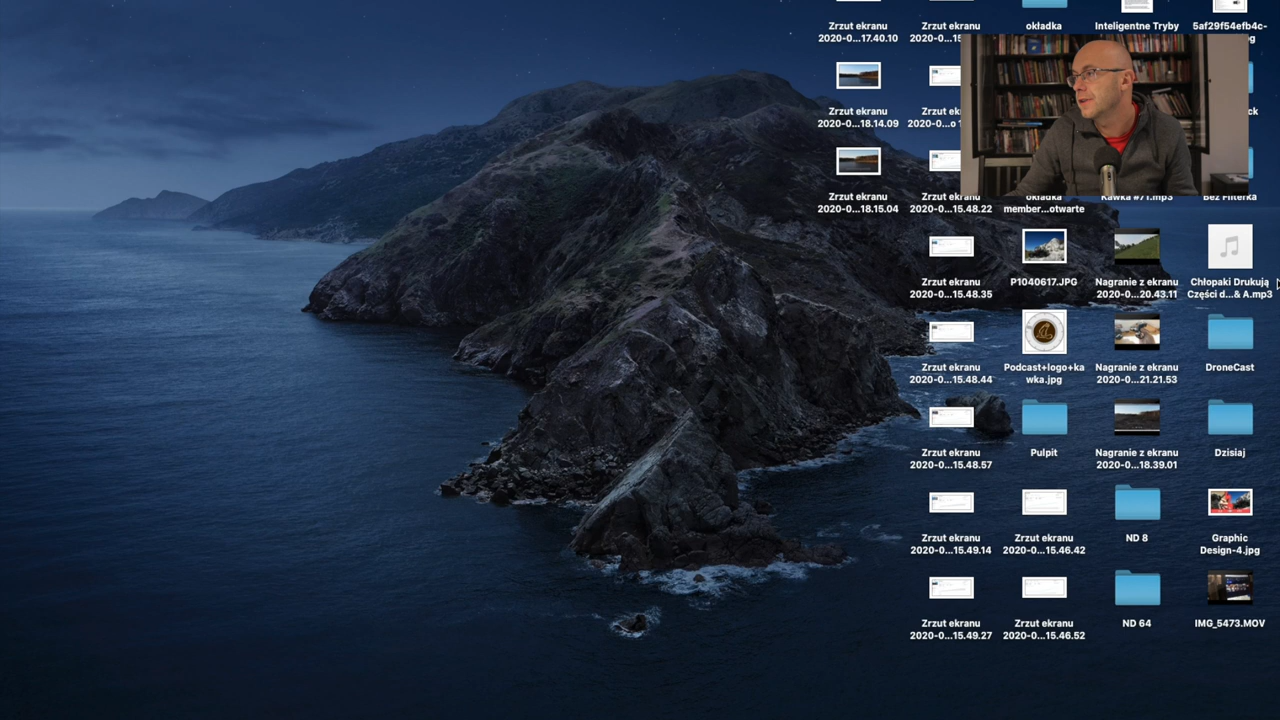 Zrzut ekranu
2020-0...17.40.10
Zrzut ekranu
2020-0...15
okładka
Inteligentne Tryby
5af29f54efb4c-
Zrzut ekranu
2020-0...18.14.09
Zrzut ekranu
Zrzut ekranu
2020-0...18.15.04
Zrzut ekranu
2020-0...15.48.22
okładka
member...otwarte
Kawka #71.mp3
Bez Filterka
Zrzut ekranu
2020-0...15.48.35
P1040617.JPG
Nagranie z ekranu
2020-0...20.43.11
Chłopaki Drukują
Części d...& A.mp3
Zrzut ekranu
2020-0...15.48.44
Podcast+logo+ka
wka.jpg
Nagranie z ekranu
2020-0...21.21.53
DroneCast
Zrzut ekranu
2020-0...15.48.57
Pulpit
Nagranie z ekranu
2020-0...18.39.01
Dzisiaj
Zrzut ekranu
2020-0...15.49.14
Zrzut ekranu
2020-0...15.46.42
ND 8
Graphic
Design-4.jpg
Zrzut ekranu
2020-0...15.49.27
Zrzut ekranu
2020-0...15.46.52
ND 64
IMG_5473.MOV